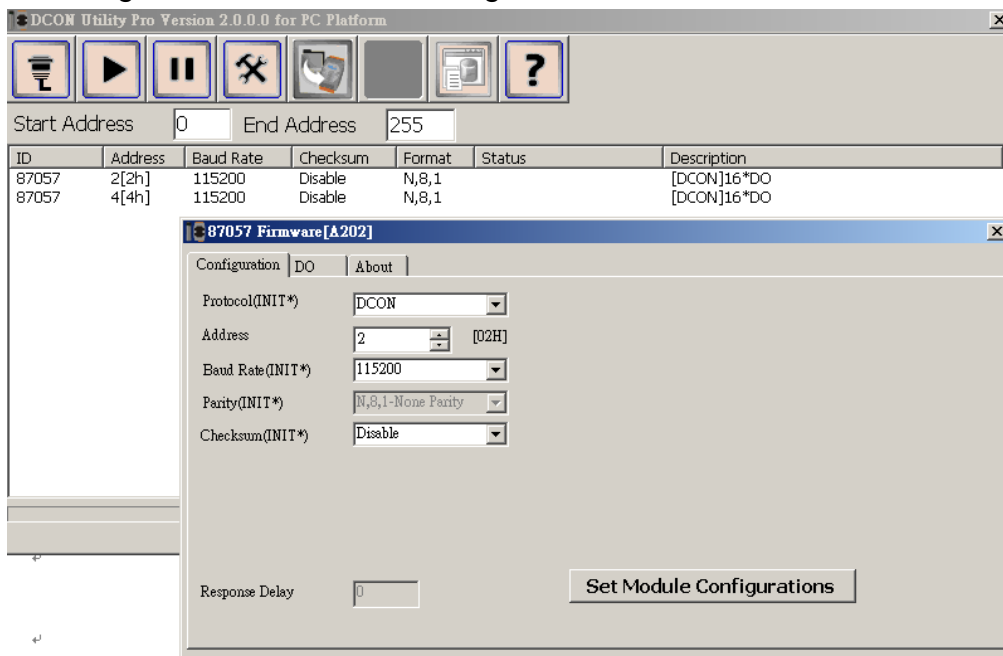 DCON Utility Pro Version 2.0.0.0 for PC Platform
Start Address 0 End Address 255
ID Address Baud Rate Checksum Format Status Description
87057 2[2h] 115200 Disable N,8,1 [DCON]16*DO
87057 4[4h] 115200 Disable N,8,1 [DCON]16*DO
87057 Firmware[A202]
Configuration DO About
Protocol(INIT*) DCON
Address 2 [02H]
Baud Rate(INIT*) 115200
Parity(INIT*) N,8,1-None Parity
Checksum(INIT*) Disable
Response Delay 0 Set Module Configurations